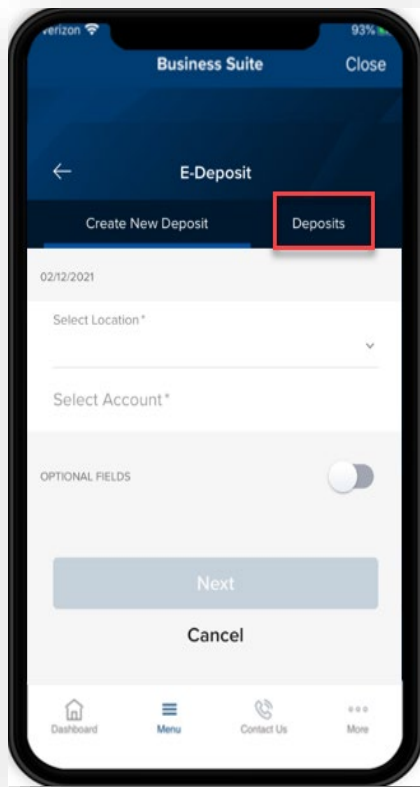 verizon 93%
Business Suite Close
E-Deposit
Create New Deposit Deposits
02/12/2021
Select Location*
Select Account*
OPTIONAL FIELDS
Next
Cancel
Dashboard Menu Contact Us More